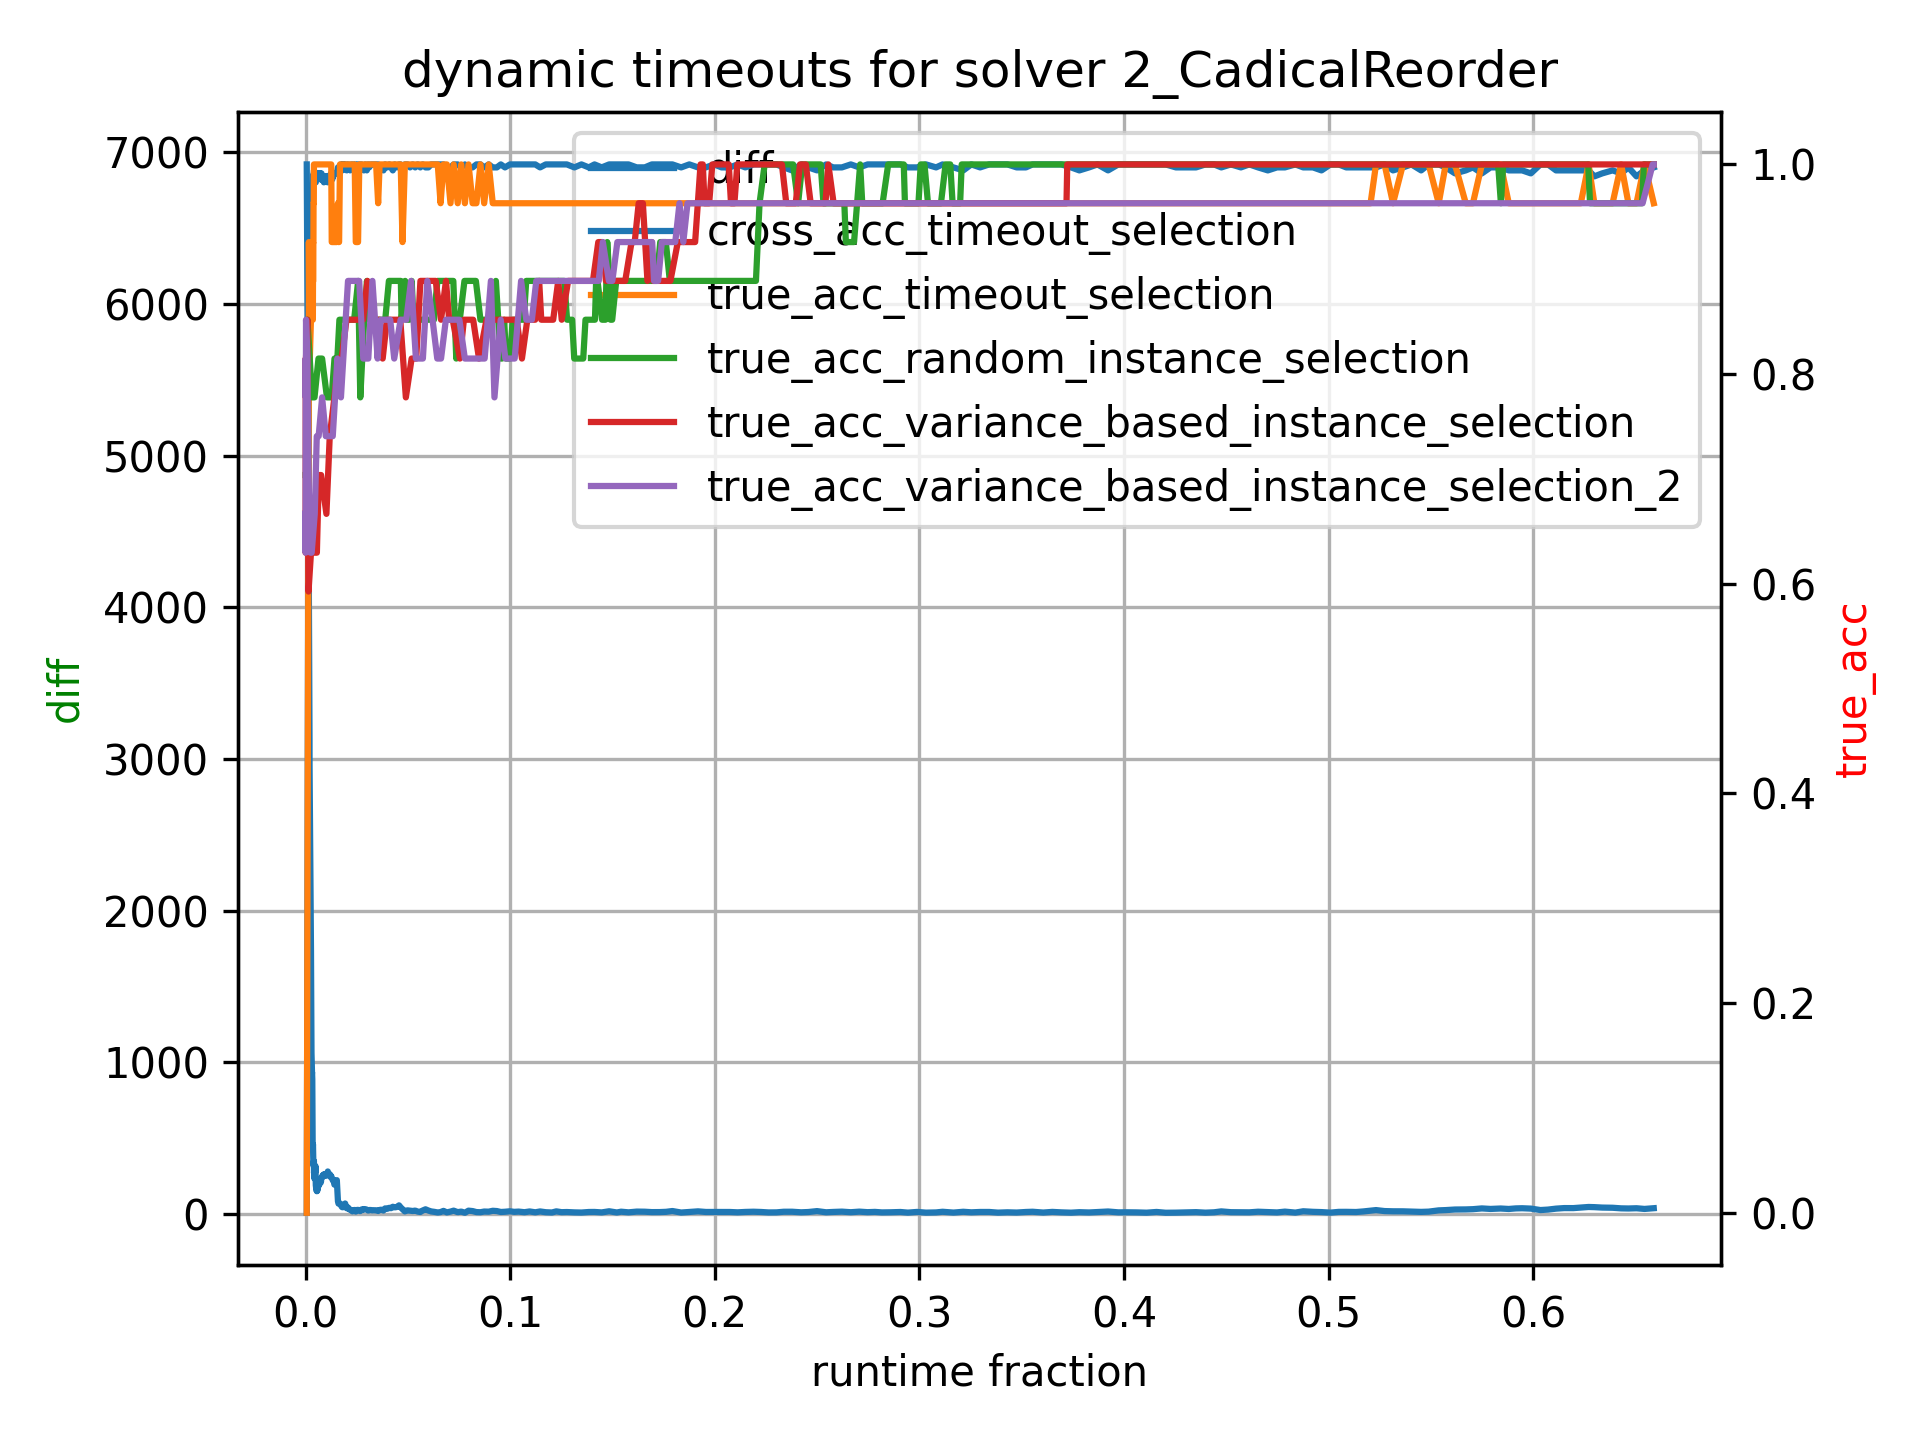 dynamic timeouts for solver 2_CadicalReorder
7000
6000
5000
4000
3000
2000
1000
0
diff
diff
cross_acc_timeout_selection
true_acc_timeout_selection
true_acc_random_instance_selection
true_acc_variance_based_instance_selection
true_acc_variance_based_instance_selection_2
1.0
0.8
0.6
0.4
0.2
0.0
true_acc
0.0 0.1 0.2 0.3 0.4 0.5 0.6
runtime fraction